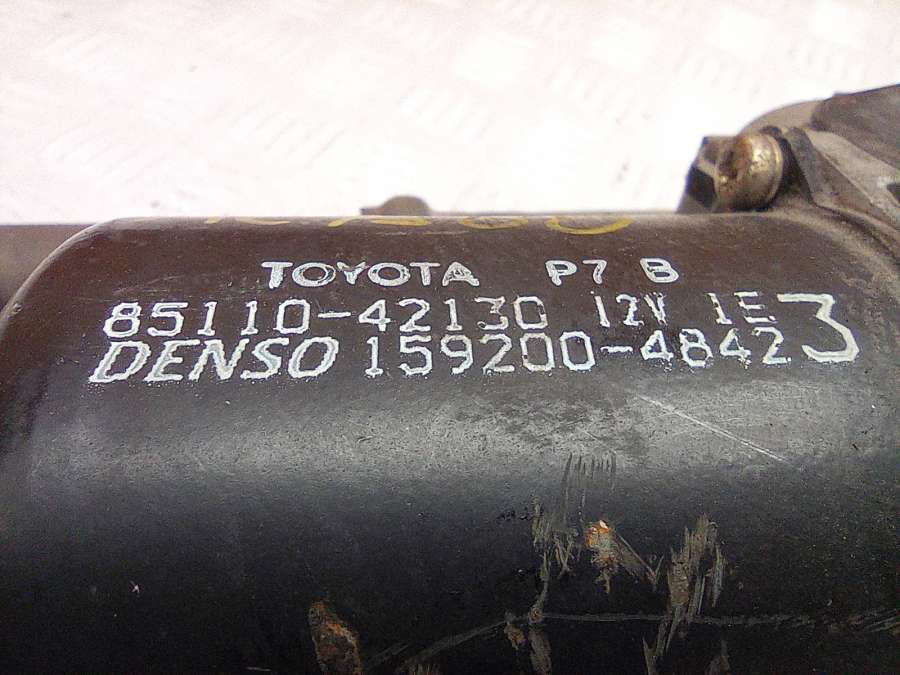 TOYOTA P7 B
85110-42130 12V 1E 3
DENSO 159200-4842